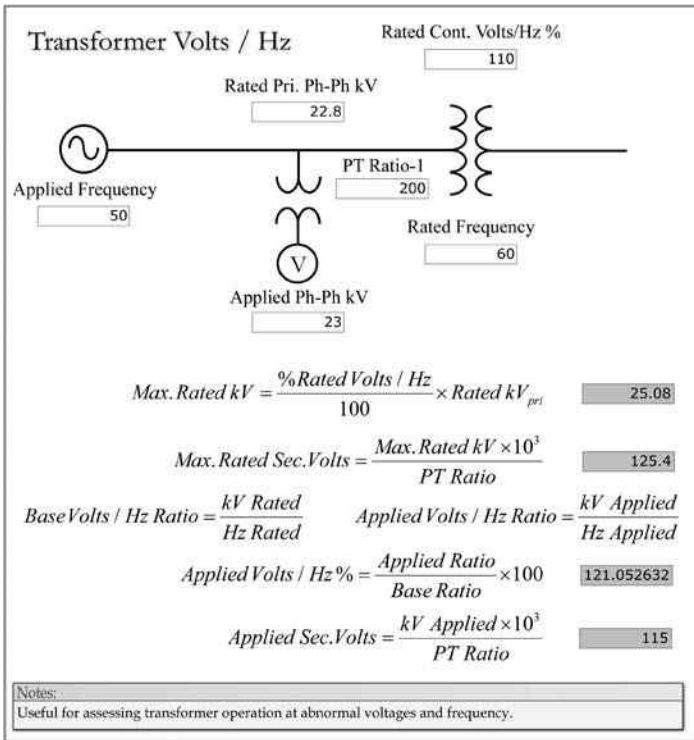 Transformer Volts / Hz
Rated Cont. Volts/Hz %
110
Rated Pri. Ph-Ph kV
22.8
PT Ratio-1
200
Applied Frequency
50
Rated Frequency
60
V
Applied Ph-Ph kV
23
Max. Rated kV = %Rated Volts / Hz / 100 × Rated kV_pri 25.08
Max. Rated Sec. Volts = Max. Rated kV ×10³ / PT Ratio 125.4
Base Volts / Hz Ratio = kV Rated / Hz Rated Applied Volts / Hz Ratio = kV Applied / Hz Applied
Applied Volts / Hz % = Applied Ratio / Base Ratio ×100 121.052632
Applied Sec. Volts = kV Applied ×10³ / PT Ratio 115
Notes:
Useful for assessing transformer operation at abnormal voltages and frequency.